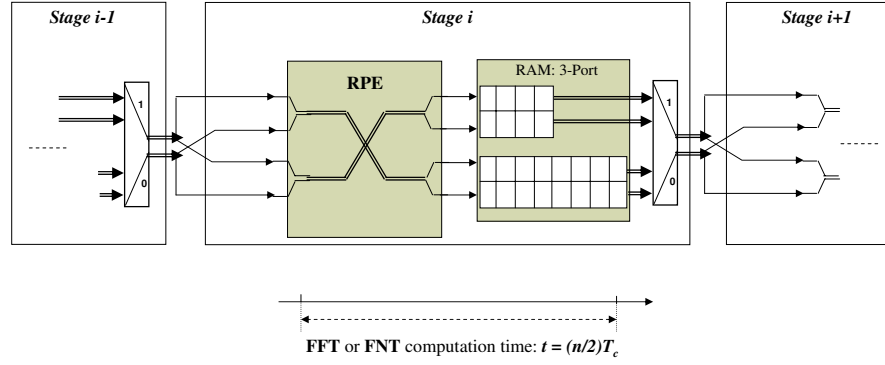 Stage i-1
Stage i
Stage i+1
RPE
RAM: 3-Port
1
0
1
0
FFT or FNT computation time: t = (n/2)Tc